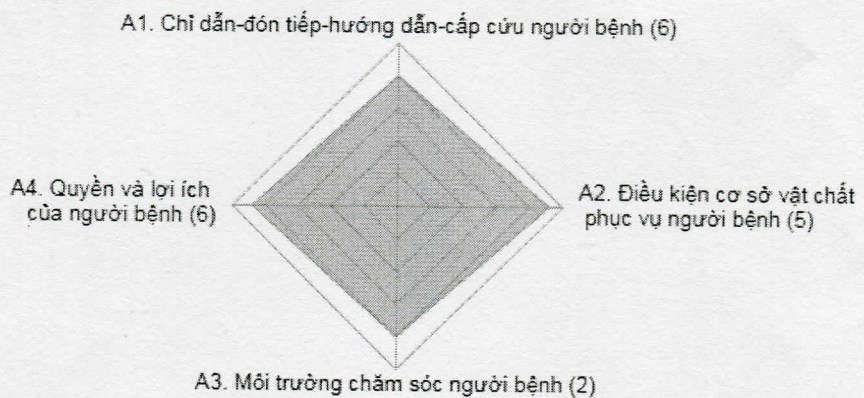 A1. Chỉ dẫn-đón tiếp-hướng dẫn-cấp cứu người bệnh (6)
A4. Quyền và lợi ích
của người bệnh (6)
A2. Điều kiện cơ sở vật chất
phục vụ người bệnh (5)
A3. Môi trường chăm sóc người bệnh (2)